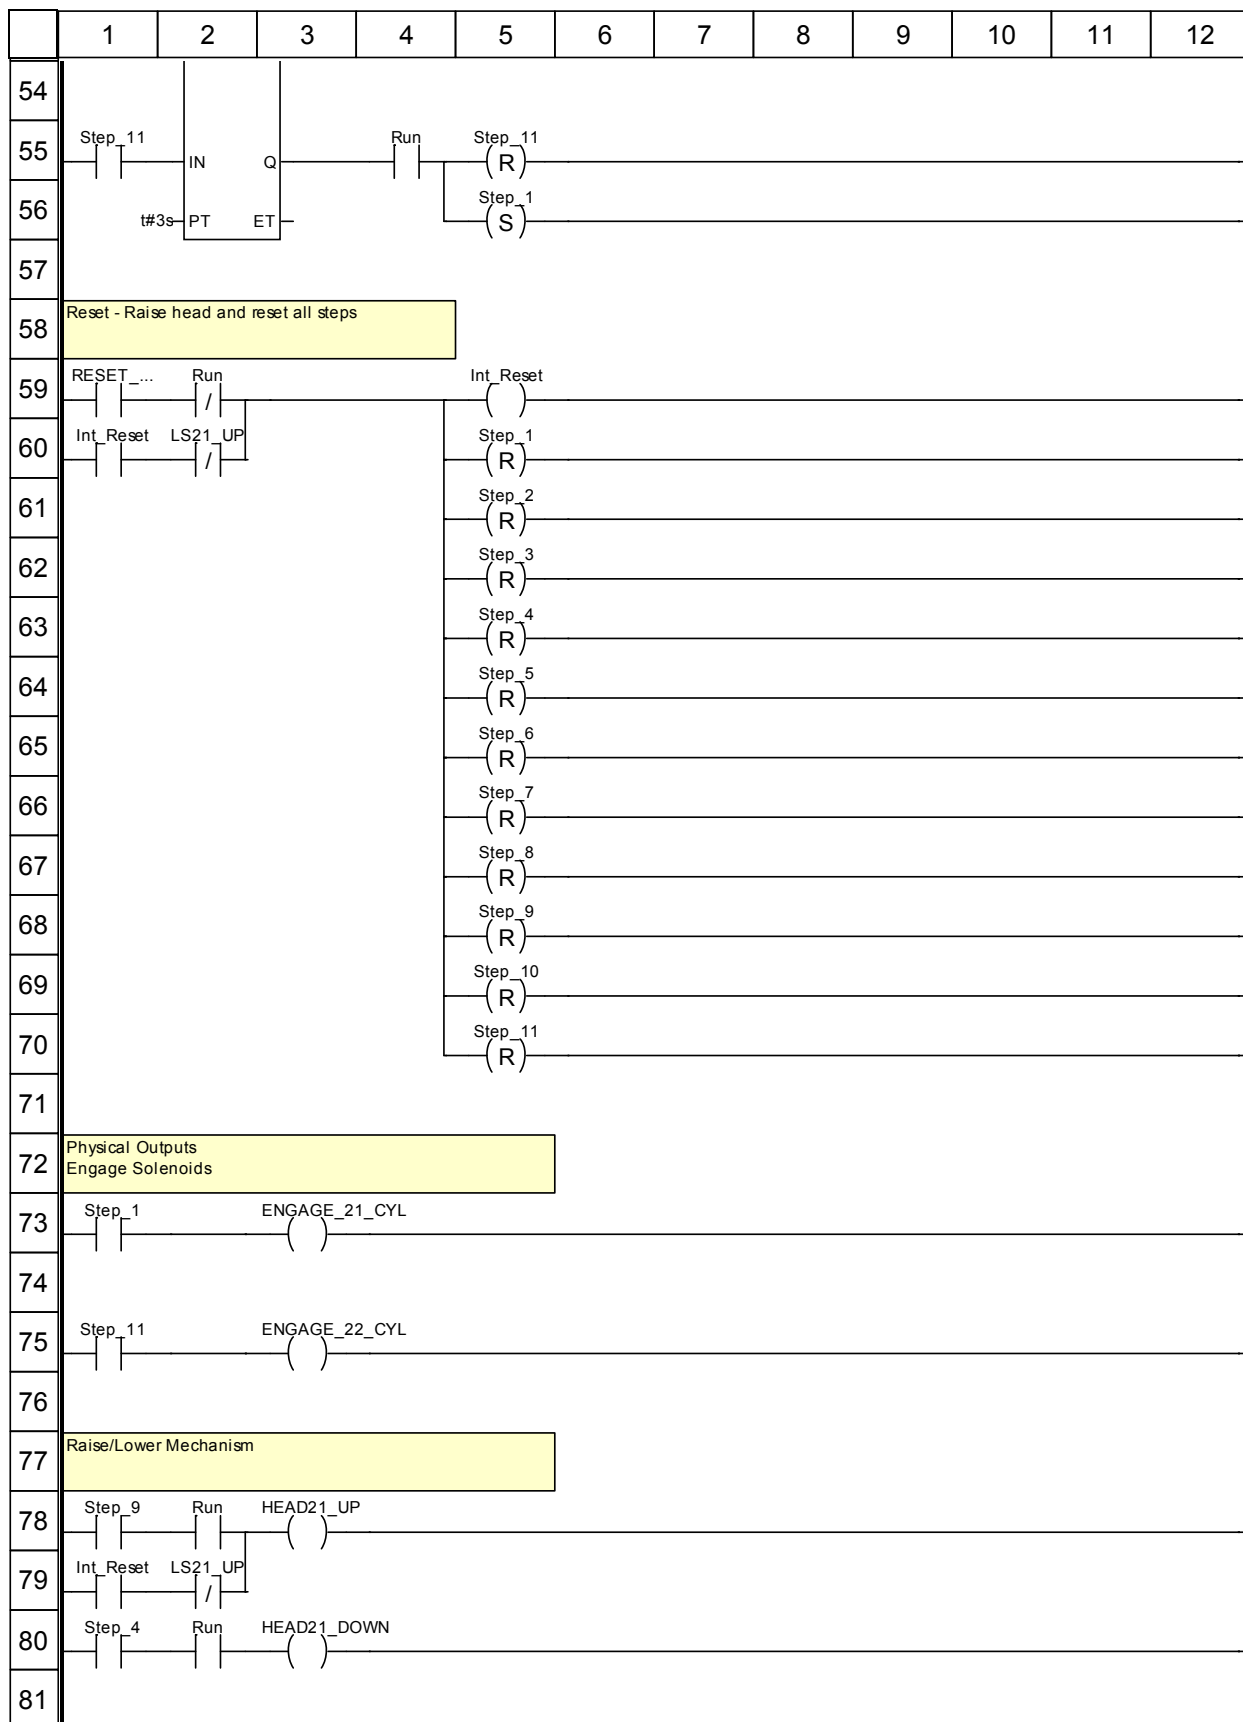 1 2 3 4 5 6 7 8 9 10 11 12
54
55 Step_11 Run Step_11
IN Q R
56 Step_1
t#3s PT ET S
57
58 Reset - Raise head and reset all steps
59 RESET_... Run Int_Reset
/
60 Int_Reset LS21_UP Step_1
/ R
61 Step_2
R
62 Step_3
R
63 Step_4
R
64 Step_5
R
65 Step_6
R
66 Step_7
R
67 Step_8
R
68 Step_9
R
69 Step_10
R
70 Step_11
R
71
72 Physical Outputs
Engage Solenoids
73 Step_1 ENGAGE_21_CYL
74
75 Step_11 ENGAGE_22_CYL
76
77 Raise/Lower Mechanism
78 Step_9 Run HEAD21_UP
79 Int_Reset LS21_UP
/
80 Step_4 Run HEAD21_DOWN
81